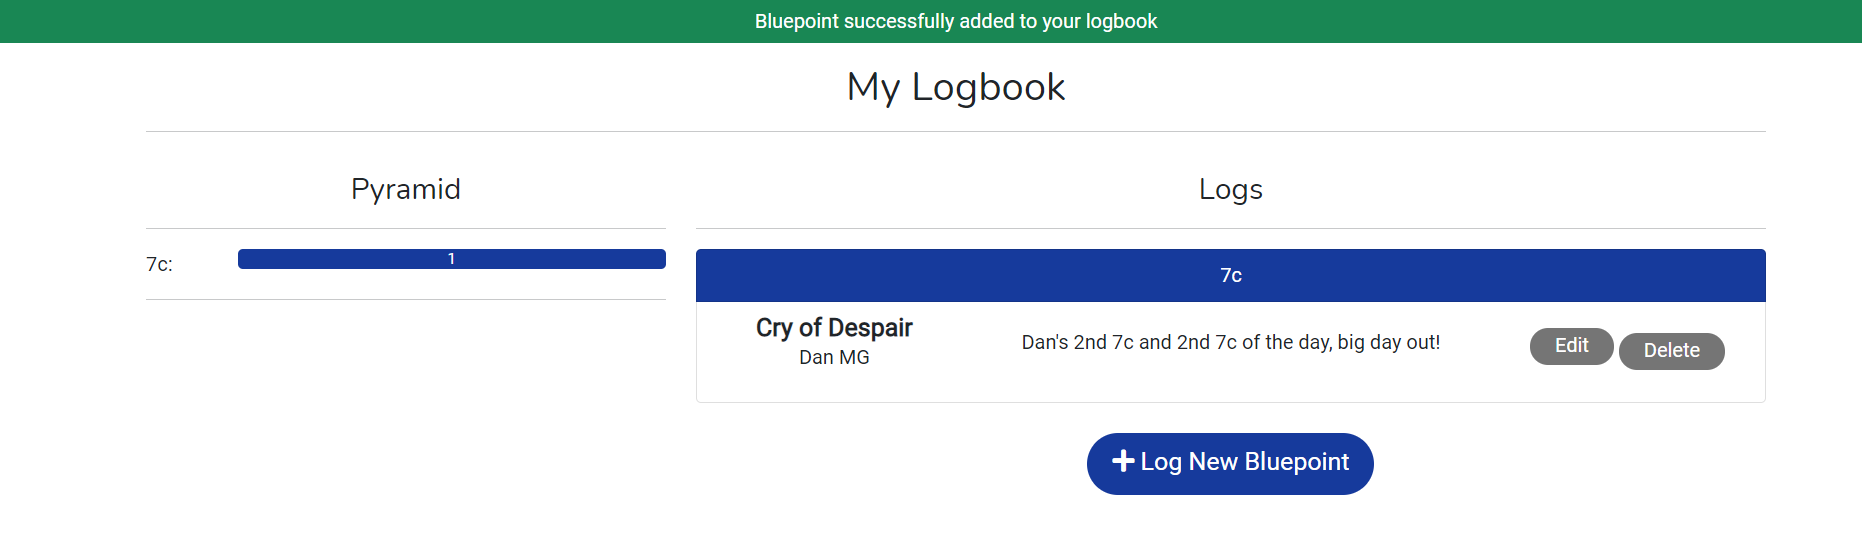 Bluepoint successfully added to your logbook
My Logbook
Pyramid
7c:
1
Logs
7c
Cry of Despair
Dan MG
Dan's 2nd 7c and 2nd 7c of the day, big day out!
Edit
Delete
Log New Bluepoint